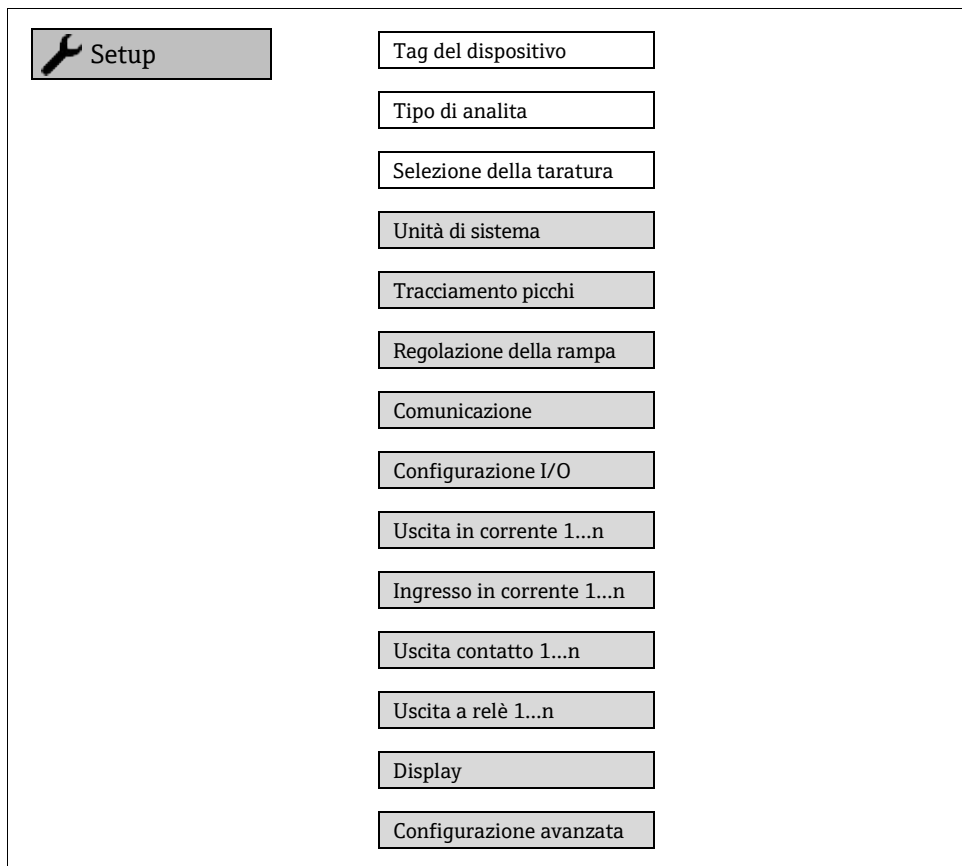 Setup
Tag del dispositivo
Tipo di analita
Selezione della taratura
Unità di sistema
Tracciamento picchi
Regolazione della rampa
Comunicazione
Configurazione I/O
Uscita in corrente 1...n
Ingresso in corrente 1...n
Uscita contatto 1...n
Uscita a relè 1...n
Display
Configurazione avanzata